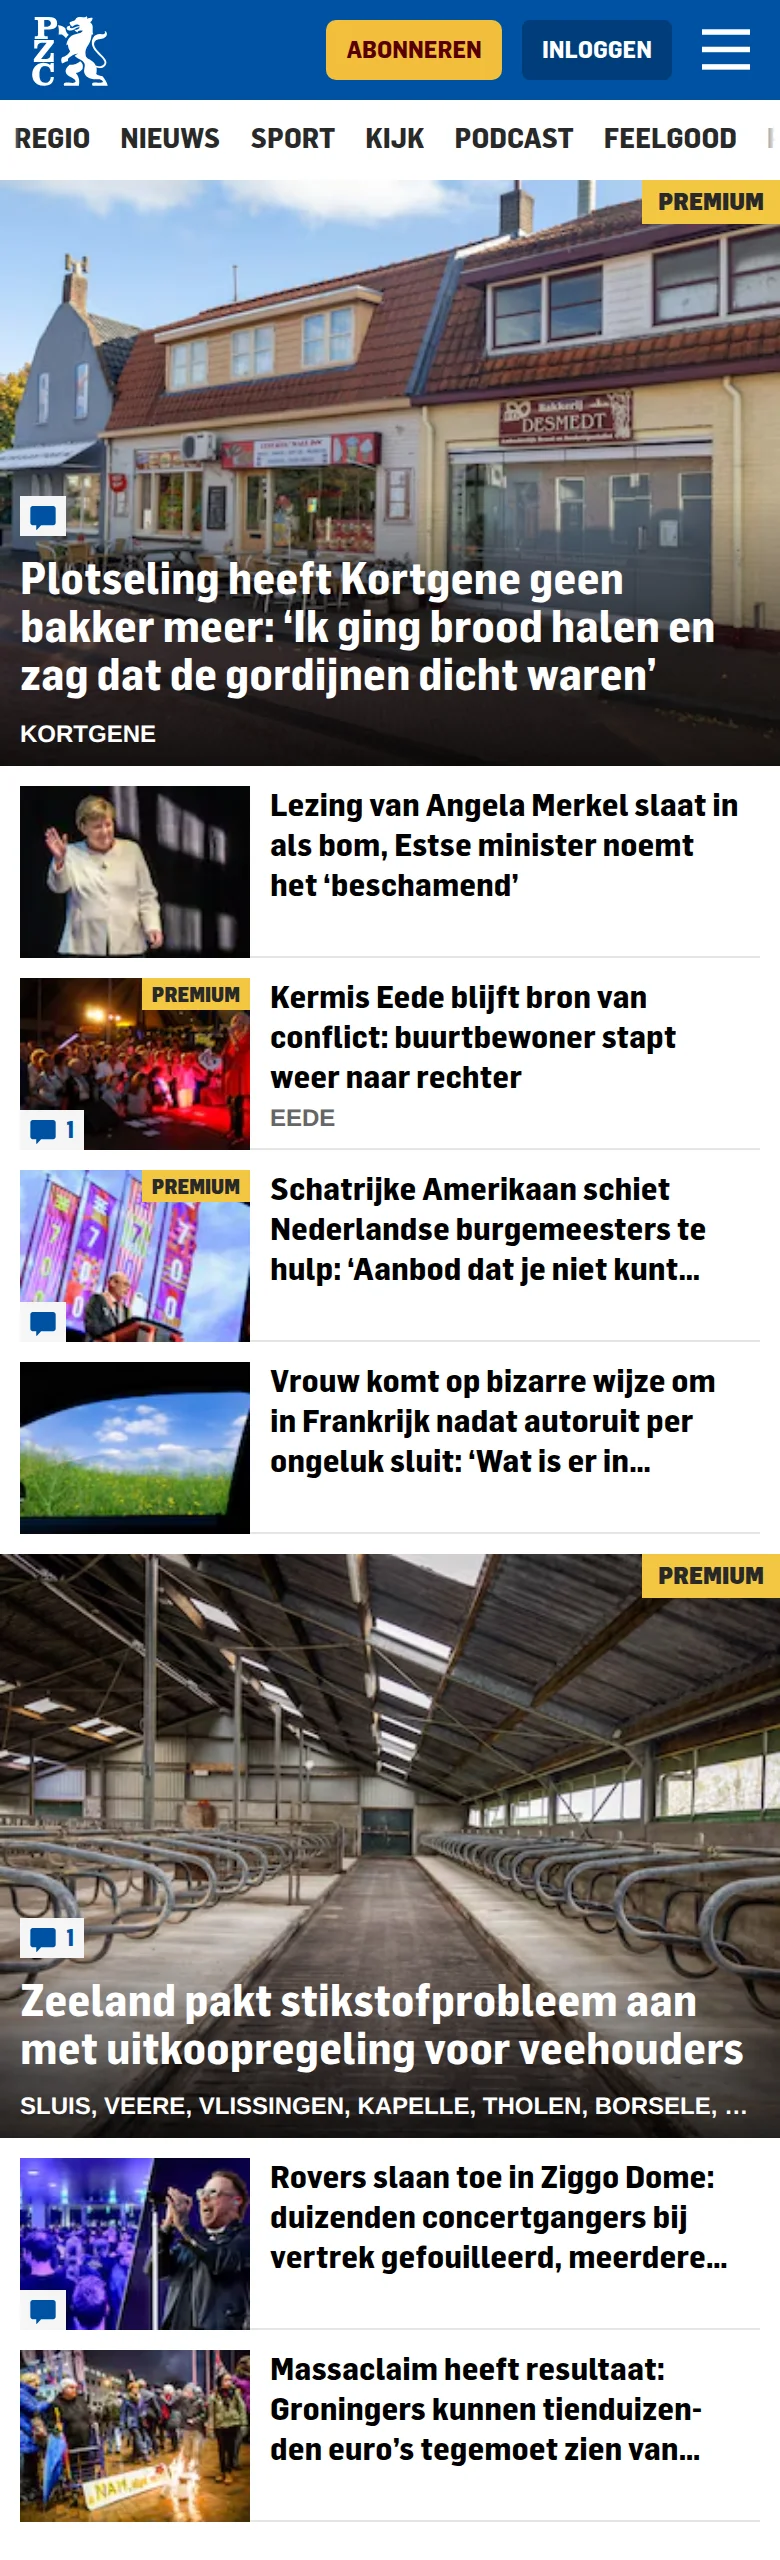 PZC
ABONNEREN
INLOGGEN
REGIO NIEUWS SPORT KIJK PODCAST FEELGOOD
PREMIUM
Bakkerij
DESMEDT
Plotseling heeft Kortgene geen
bakker meer: ‘Ik ging brood halen en
zag dat de gordijnen dicht waren’
KORTGENE
Lezing van Angela Merkel slaat in
als bom, Estse minister noemt
het ‘beschamend’
PREMIUM
1
Kermis Eede blijft bron van
conflict: buurtbewoner stapt
weer naar rechter
EEDE
PREMIUM
700
700
Schatrijke Amerikaan schiet
Nederlandse burgemeesters te
hulp: ‘Aanbod dat je niet kunt...
Vrouw komt op bizarre wijze om
in Frankrijk nadat autoruit per
ongeluk sluit: ‘Wat is er in...
PREMIUM
1
Zeeland pakt stikstofprobleem aan
met uitkoopregeling voor veehouders
SLUIS, VEERE, VLISSINGEN, KAPELLE, THOLEN, BORSELE, ...
Rovers slaan toe in Ziggo Dome:
duizenden concertgangers bij
vertrek gefouilleerd, meerdere...
Massaclaim heeft resultaat:
Groningers kunnen tienduizen-
den euro’s tegemoet zien van...